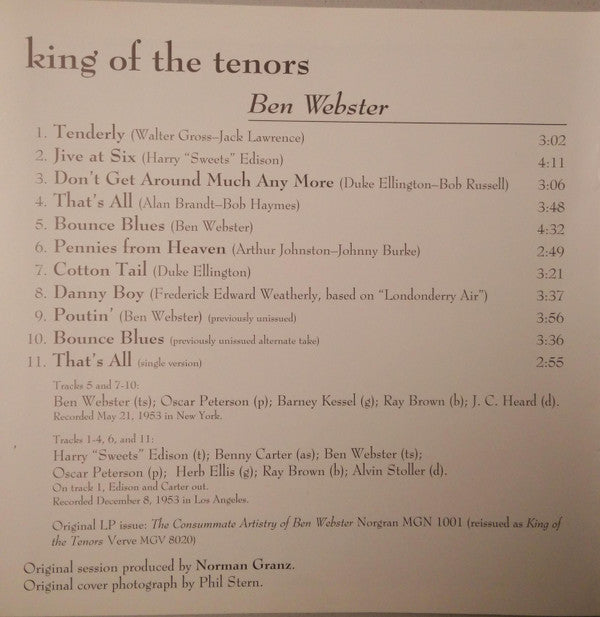 king of the tenors
Ben Webster
1. Tenderly (Walter Gross–Jack Lawrence) 3:02
2. Jive at Six (Harry "Sweets" Edison) 4:11
3. Don't Get Around Much Any More (Duke Ellington–Bob Russell) 3:06
4. That's All (Alan Brandt–Bob Haymes) 3:48
5. Bounce Blues (Ben Webster) 4:32
6. Pennies from Heaven (Arthur Johnston–Johnny Burke) 2:49
7. Cotton Tail (Duke Ellington) 3:21
8. Danny Boy (Frederick Edward Weatherly, based on "Londonderry Air") 3:37
9. Poutin' (Ben Webster) (previously unissued) 3:56
10. Bounce Blues (previously unissued alternate take) 3:36
11. That's All (single version) 2:55
Tracks 5 and 7-10:
Ben Webster (ts); Oscar Peterson (p); Barney Kessel (g); Ray Brown (b); J. C. Heard (d).
Recorded May 21, 1953 in New York.
Tracks 1-4, 6, and 11:
Harry "Sweets" Edison (t); Benny Carter (as); Ben Webster (ts);
Oscar Peterson (p); Herb Ellis (g); Ray Brown (b); Alvin Stoller (d).
On track 1, Edison and Carter out.
Recorded December 8, 1953 in Los Angeles.
Original LP issue: The Consummate Artistry of Ben Webster Norgran MGN 1001 (reissued as King of
the Tenors Verve MGV 8020)
Original session produced by Norman Granz.
Original cover photograph by Phil Stern.